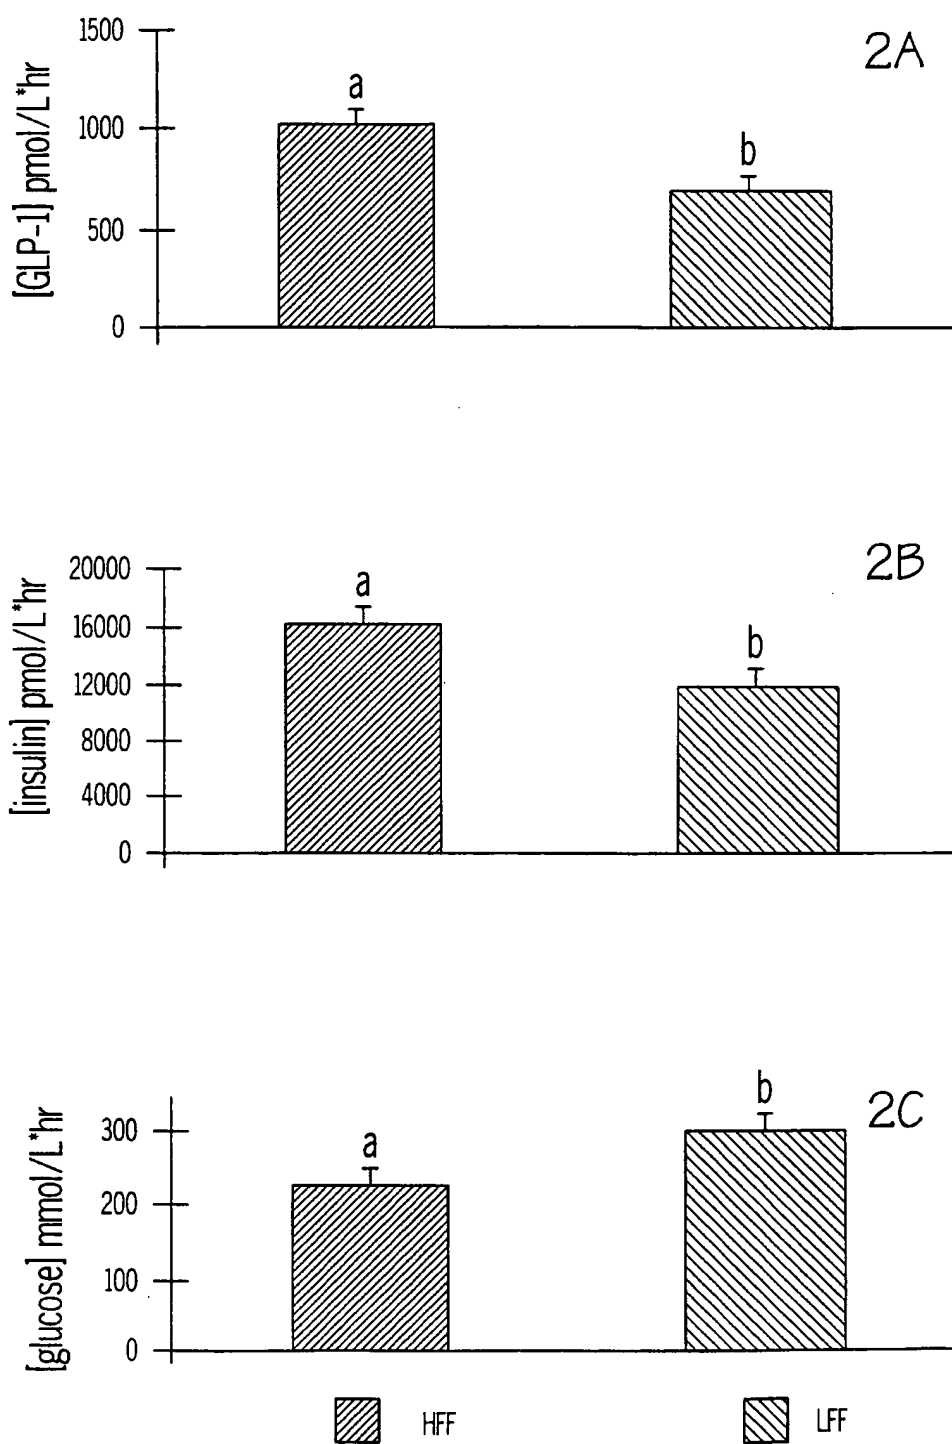 2A
[GLP-1] pmol/L*hr
1500
1000
500
0
a
b
2B
[insulin] pmol/L*hr
20000
16000
12000
8000
4000
0
a
b
2C
[glucose] mmol/L*hr
300
200
100
0
a
b
HFF
LFF